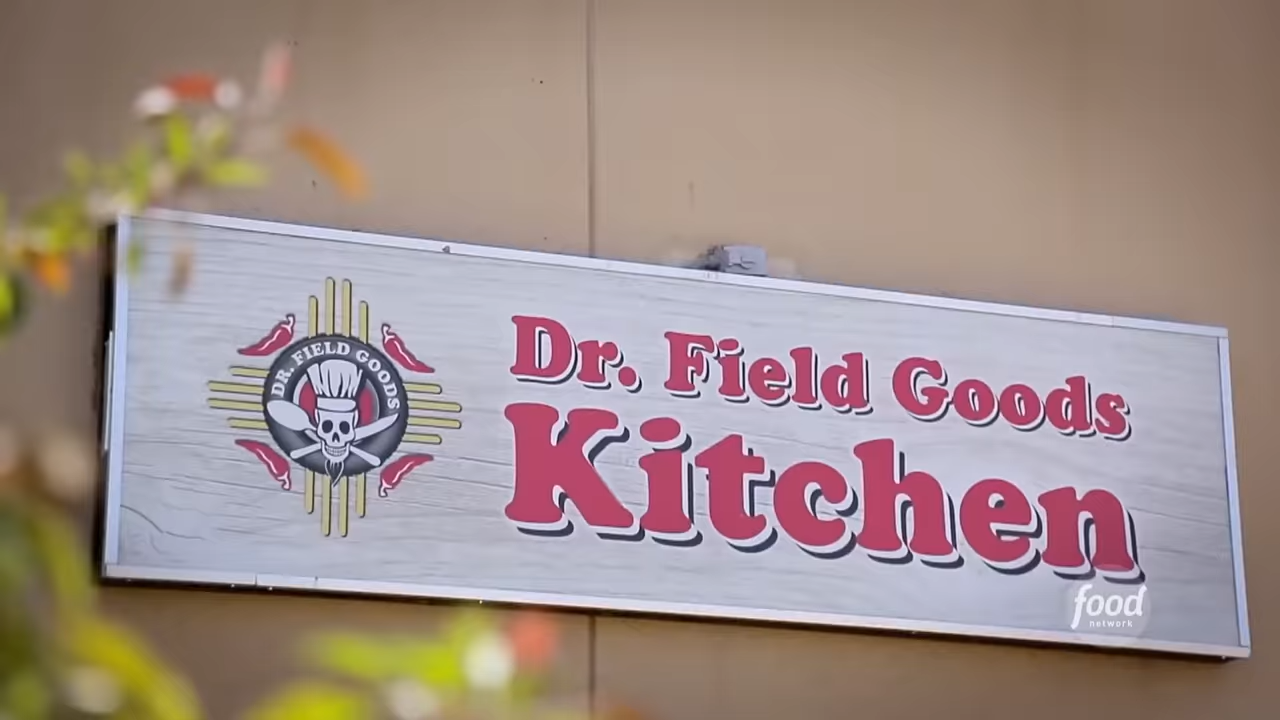 DR. FIELD GOODS
Dr. Field Goods
Kitchen
food
network